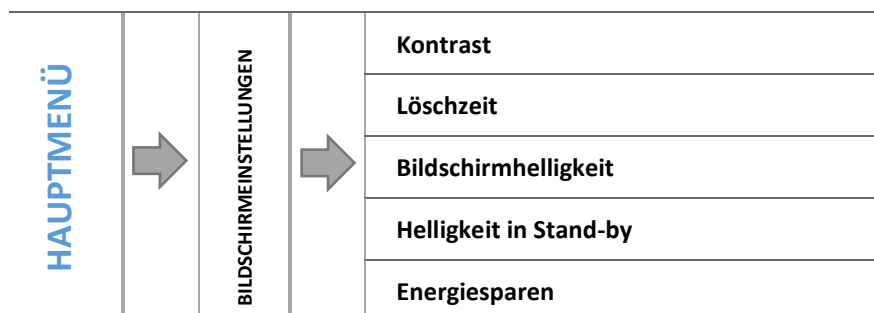 HAUPTMENÜ
BILDSCHIRMEINSTELLUNGEN
Kontrast
Löschzeit
Bildschirmhelligkeit
Helligkeit in Stand-by
Energiesparen